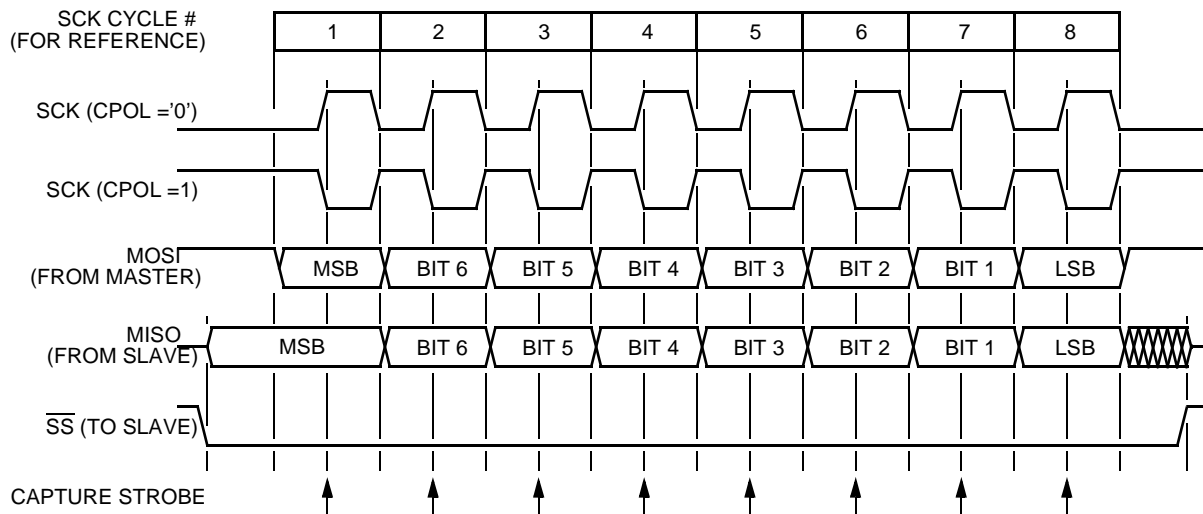 SCK CYCLE #
(FOR REFERENCE)
1 2 3 4 5 6 7 8
SCK (CPOL ='0')
SCK (CPOL =1)
MOSI
(FROM MASTER)
MSB BIT 6 BIT 5 BIT 4 BIT 3 BIT 2 BIT 1 LSB
MISO
(FROM SLAVE)
MSB BIT 6 BIT 5 BIT 4 BIT 3 BIT 2 BIT 1 LSB
SS (TO SLAVE)
CAPTURE STROBE